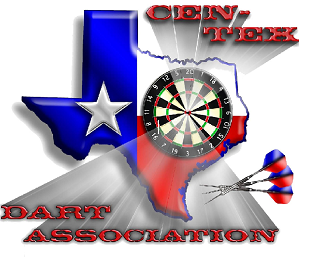 CEN-
TEX
DART
ASSOCIATION